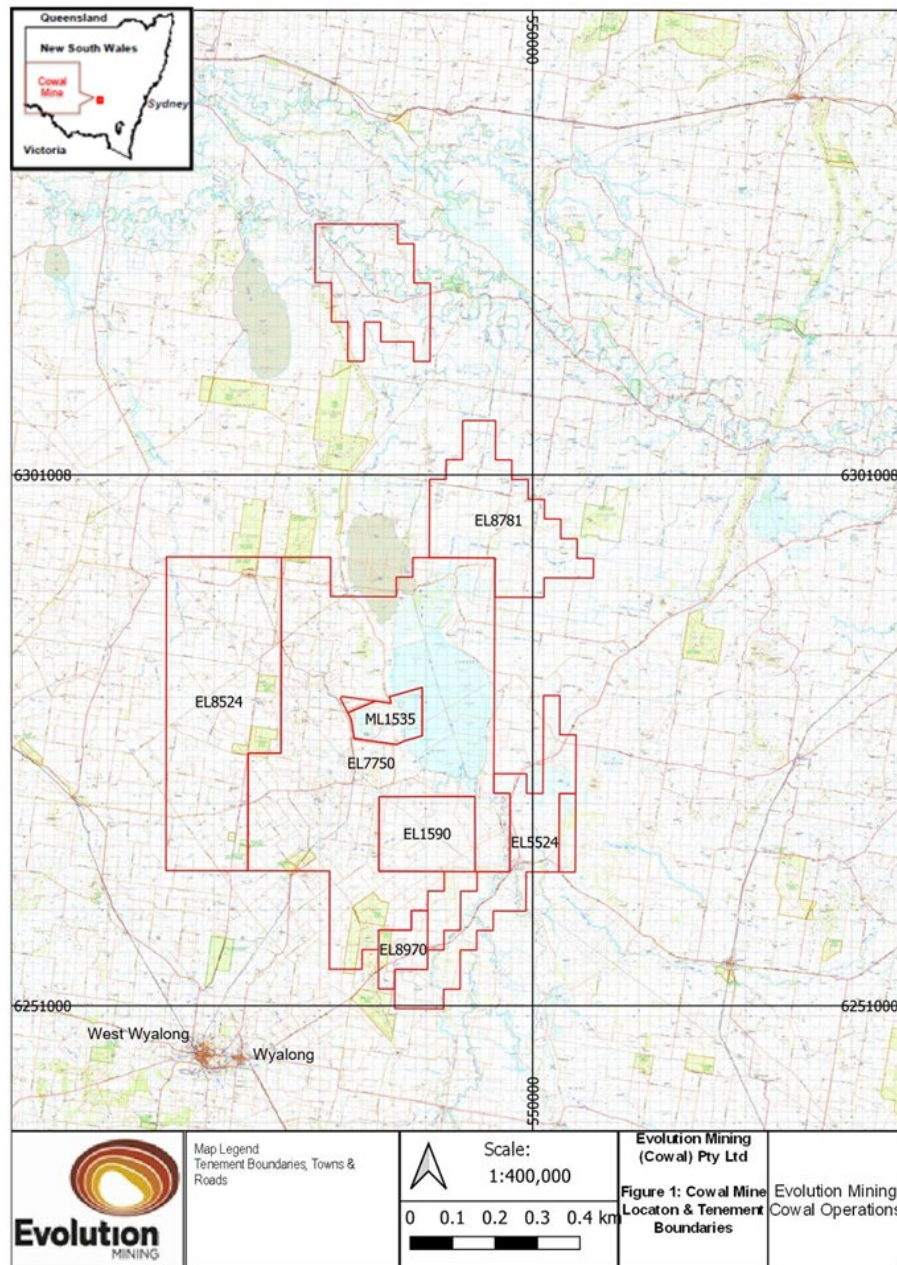 Queensland
New South Wales
Cowal
Mine
Sydney
Victoria
550000
6301008
6301008
EL8781
EL8524
ML1535
EL7750
EL1590
EL5524
EL8970
6251000
6251000
West Wyalong
Wyalong
550000
Evolution
MINING
Map Legend
Tenement Boundaries, Towns &
Roads
Scale:
1:400,000
0 0.1 0.2 0.3 0.4 km
Evolution Mining
(Cowal) Pty Ltd
Figure 1: Cowal Mine
Locaton & Tenement
Boundaries
Evolution Mining
Cowal Operations